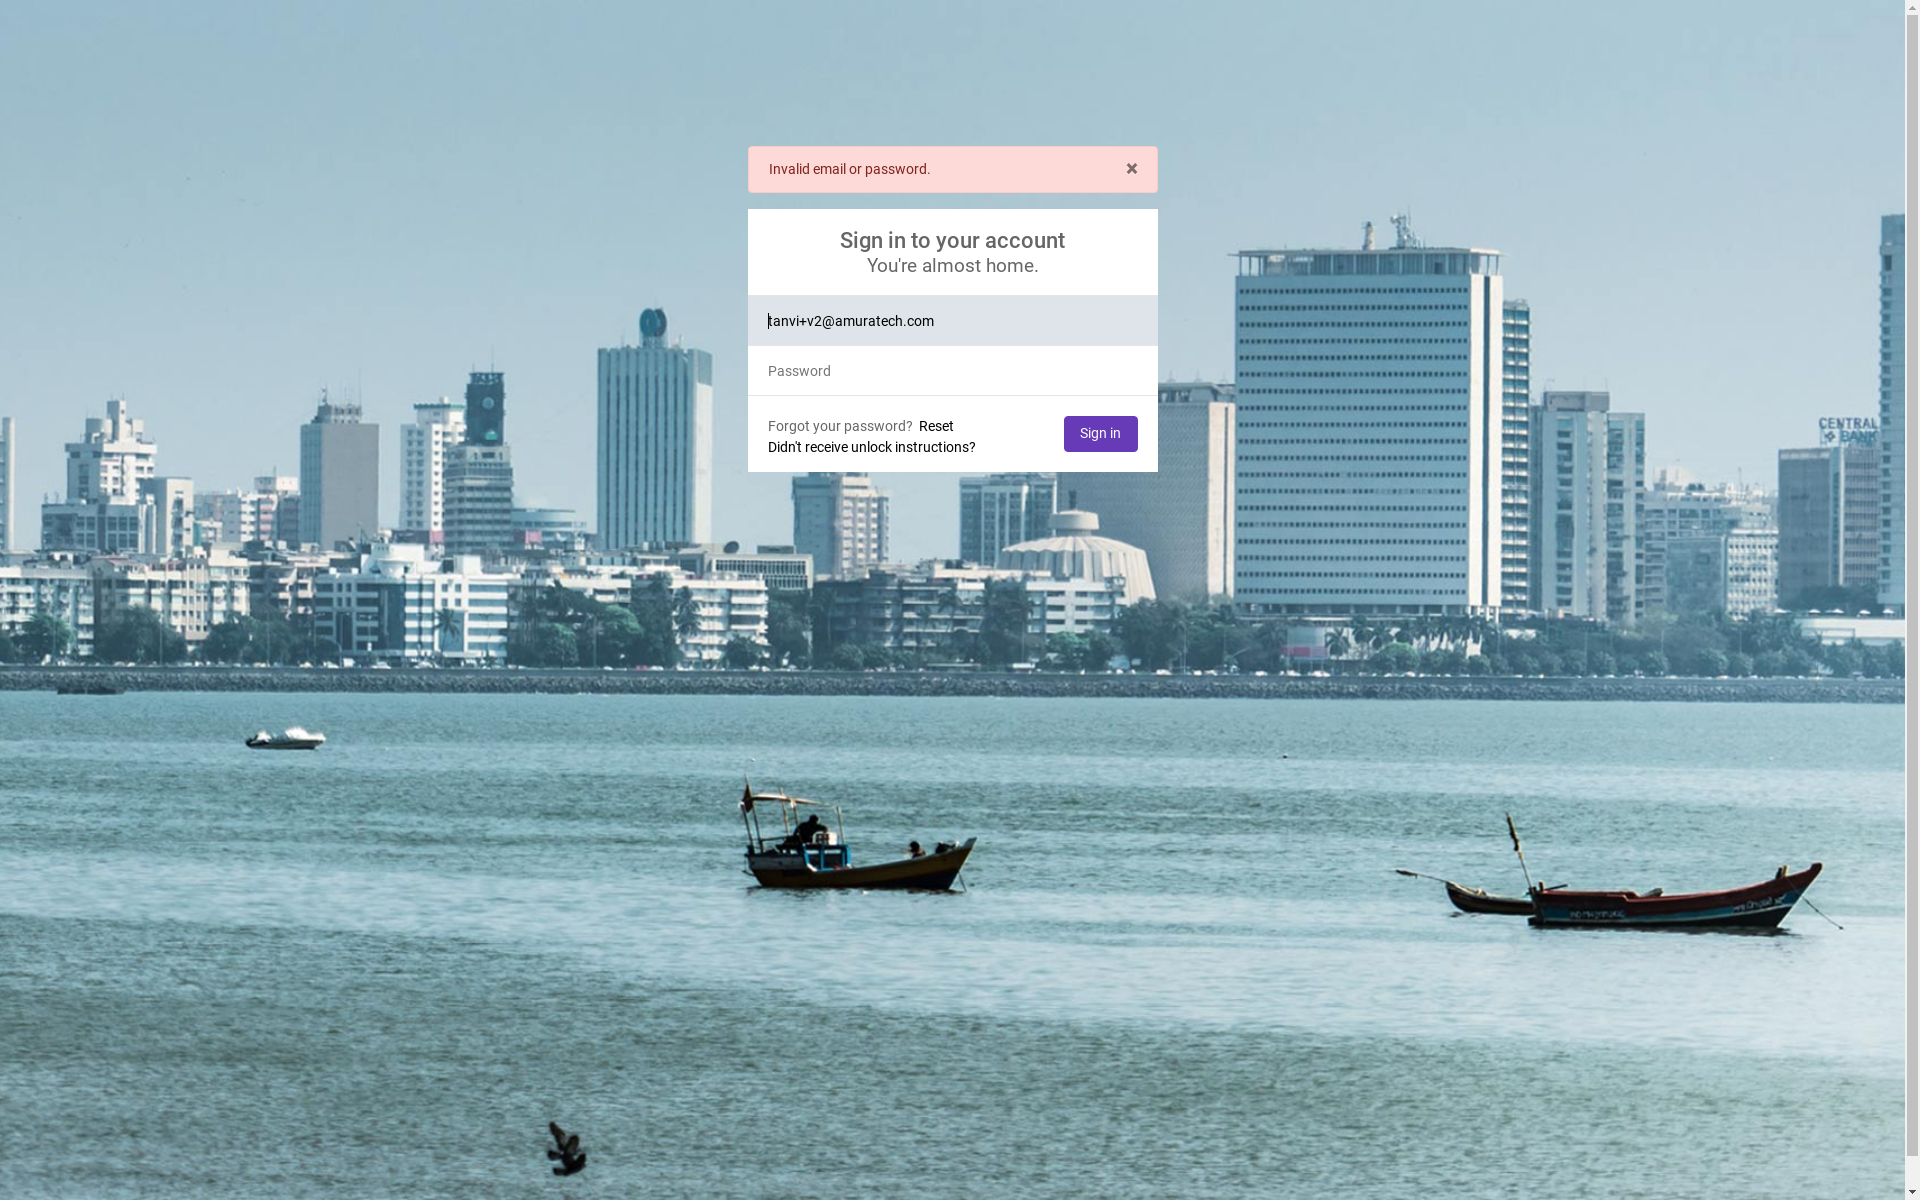 Invalid email or password.
×
Sign in to your account
You're almost home.
tanvi+v2@amuratech.com
Password
Forgot your password? Reset
Sign in
Didn't receive unlock instructions?
CENTRAL
BANK